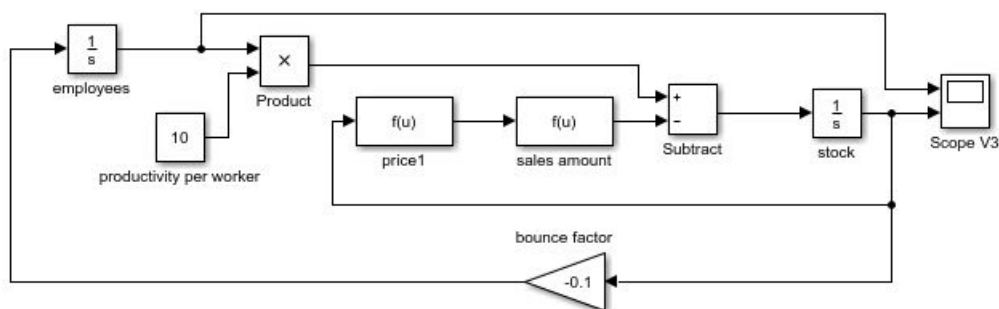 1
s
employees
×
Product
10
productivity per worker
f(u)
price1
f(u)
sales amount
+
−
Subtract
1
s
stock
Scope V3
bounce factor
-0.1